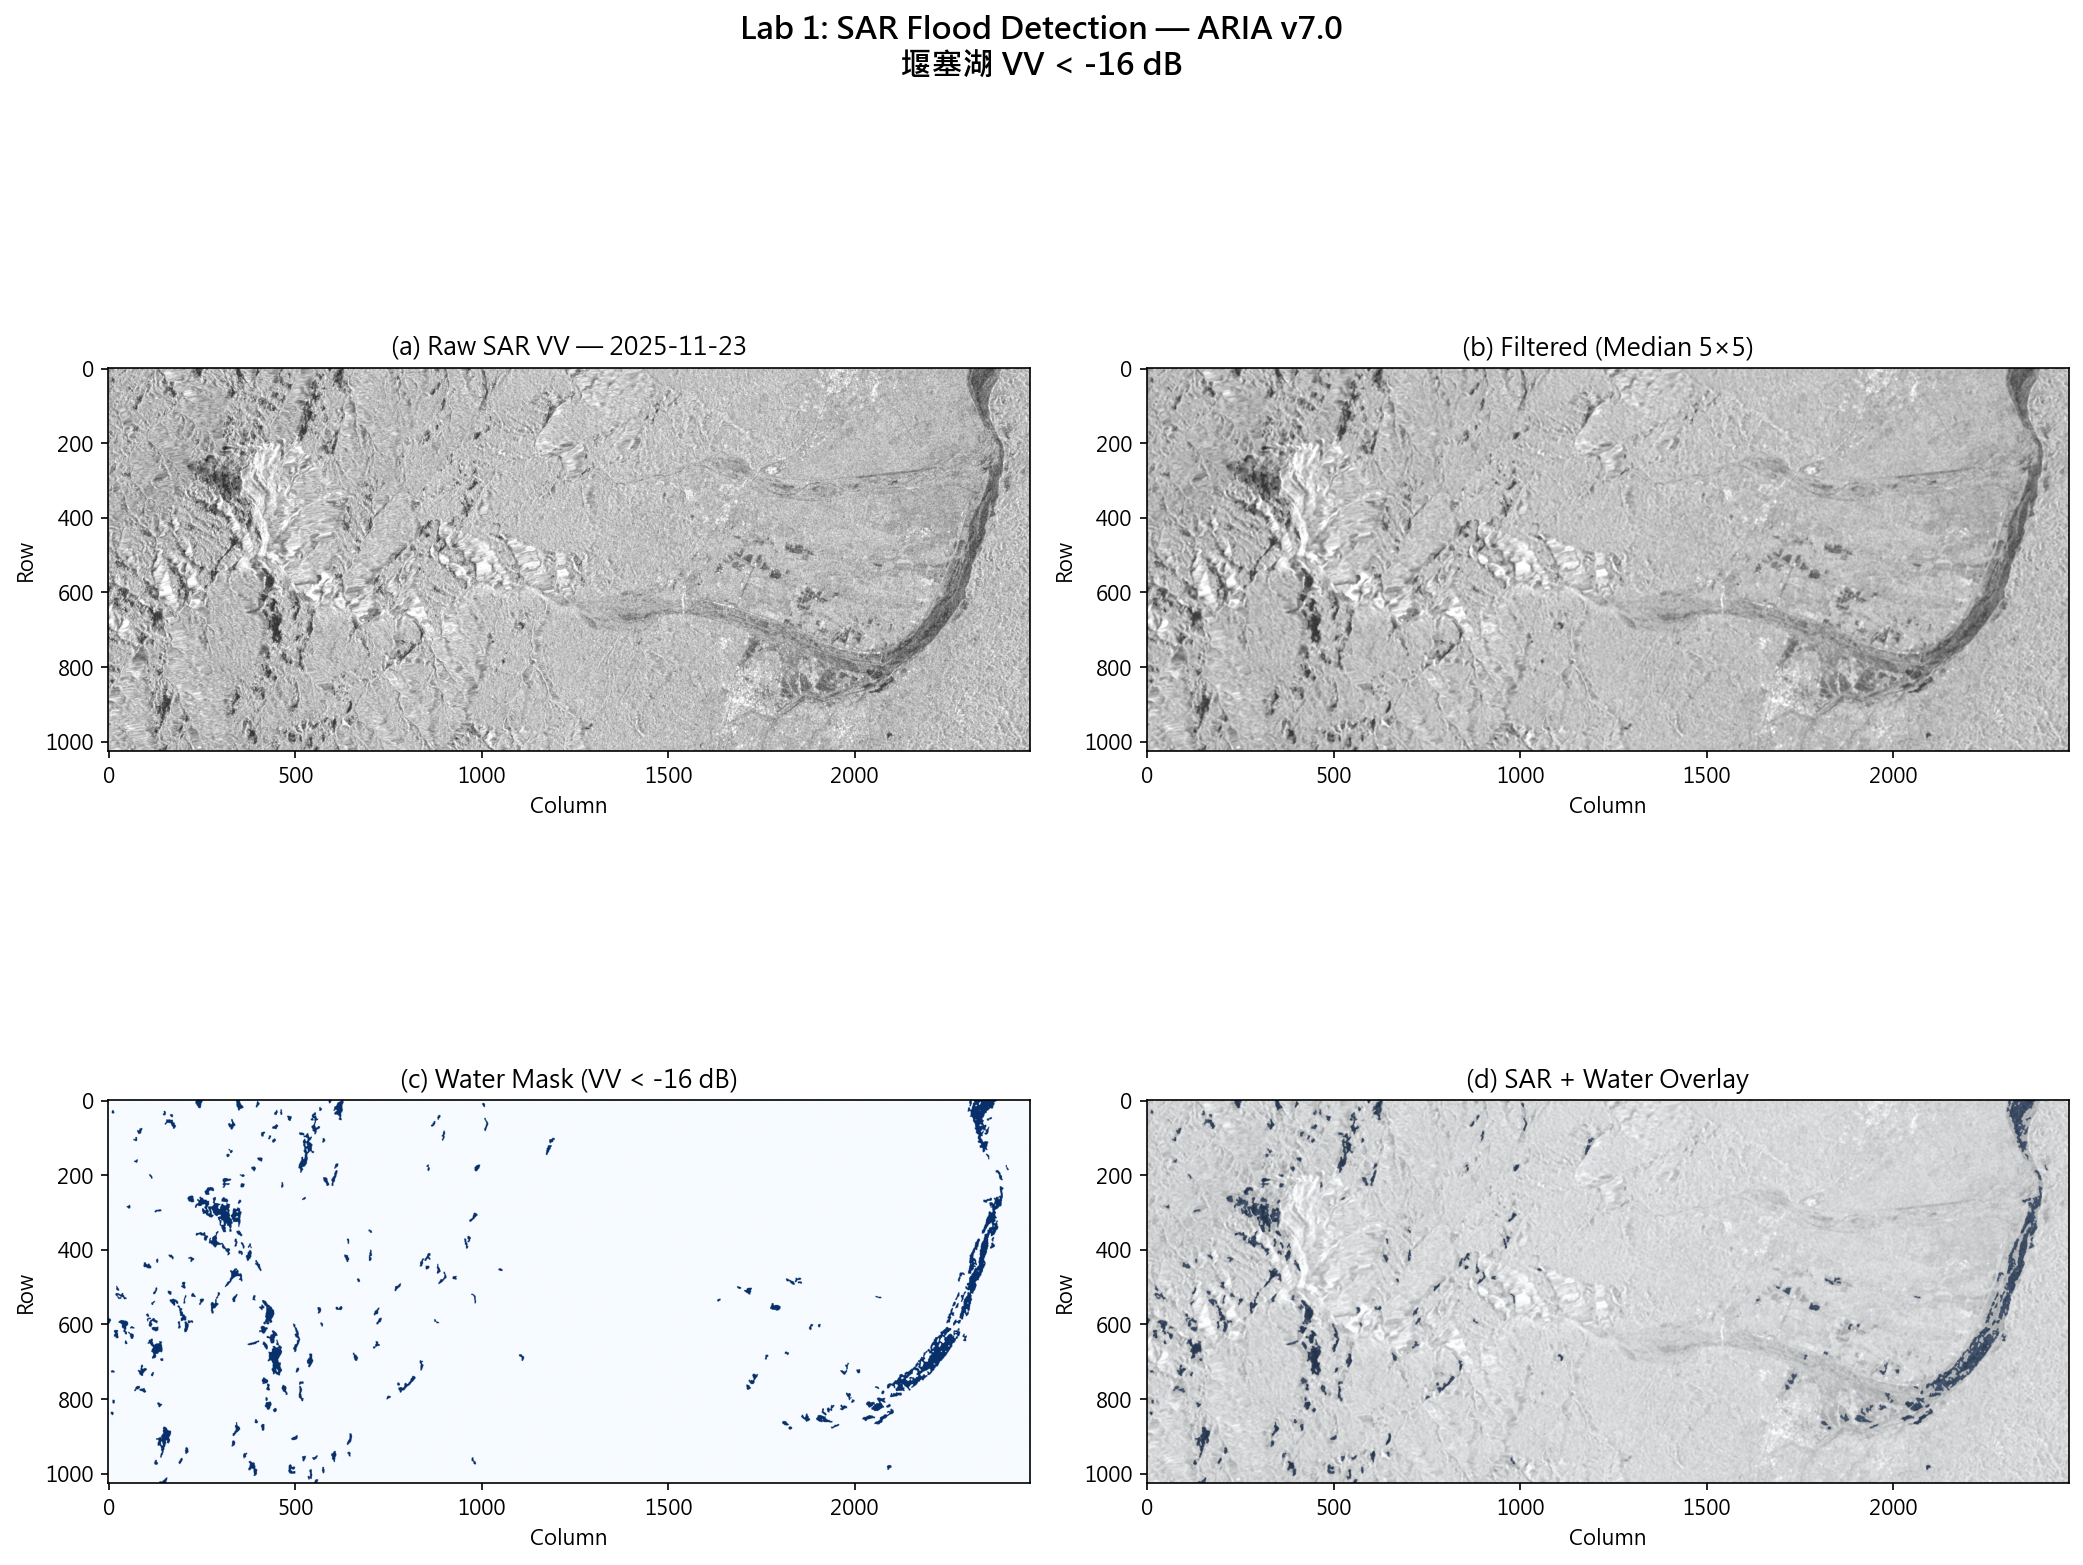 Lab 1: SAR Flood Detection — ARIA v7.0
堰塞湖 VV < -16 dB
(a) Raw SAR VV — 2025-11-23
0
200
400
600
800
1000
Row
0 500 1000 1500 2000
Column
(b) Filtered (Median 5×5)
0
200
400
600
800
1000
Row
0 500 1000 1500 2000
Column
(c) Water Mask (VV < -16 dB)
0
200
400
600
800
1000
Row
0 500 1000 1500 2000
Column
(d) SAR + Water Overlay
0
200
400
600
800
1000
Row
0 500 1000 1500 2000
Column